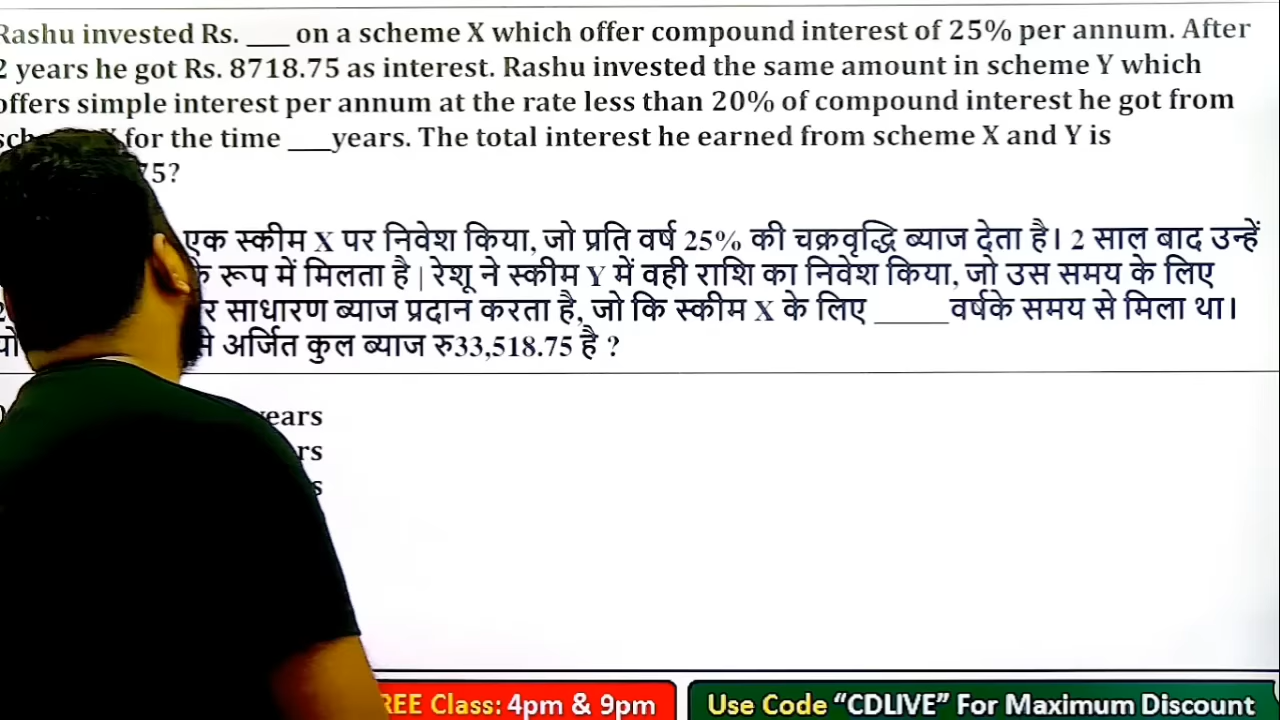 Rashu invested Rs. ___ on a scheme X which offer compound interest of 25% per annum. After
2 years he got Rs. 8718.75 as interest. Rashu invested the same amount in scheme Y which
offers simple interest per annum at the rate less than 20% of compound interest he got from
X for the time ___years. The total interest he earned from scheme X and Y is
75?
एक स्कीम X पर निवेश किया, जो प्रति वर्ष 25% की चक्रवृद्धि ब्याज देता है। 2 साल बाद उन्हें
के रूप में मिलता है | रेशू ने स्कीम Y में वही राशि का निवेश किया, जो उस समय के लिए
साधारण ब्याज प्रदान करता है, जो कि स्कीम X के लिए _____वर्षके समय से मिला था।
से अर्जित कुल ब्याज रु33,518.75 है ?
years
rs
s
REE Class: 4pm & 9pm
Use Code “CDLIVE” For Maximum Discount